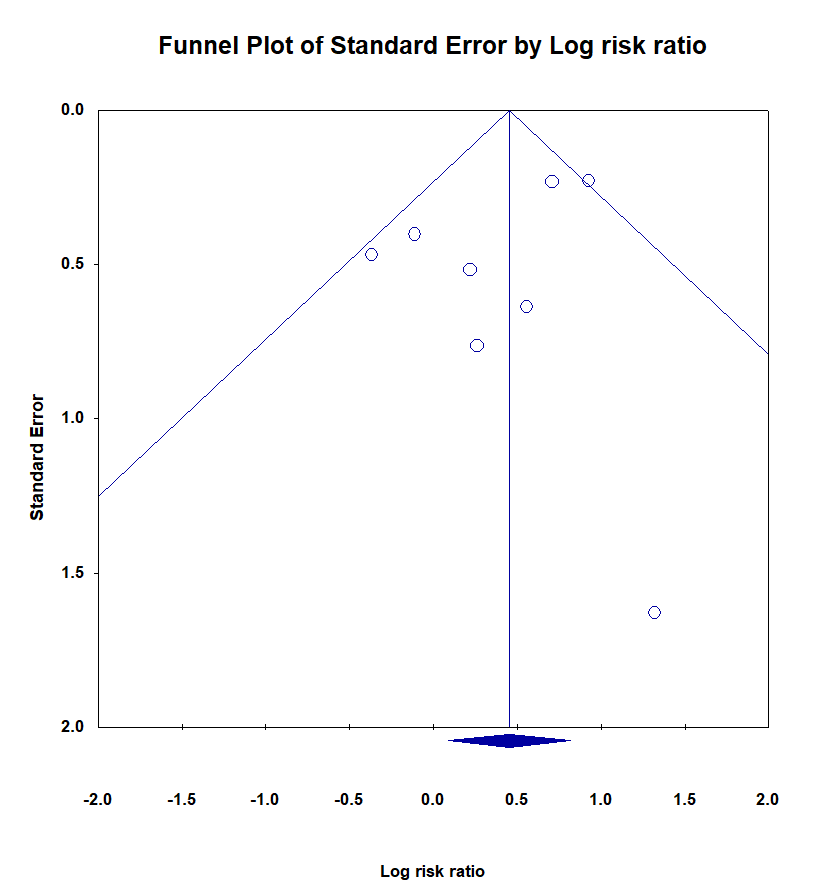 Funnel Plot of Standard Error by Log risk ratio
0.0
0.5
1.0
1.5
2.0
Standard Error
-2.0 -1.5 -1.0 -0.5 0.0 0.5 1.0 1.5 2.0
Log risk ratio